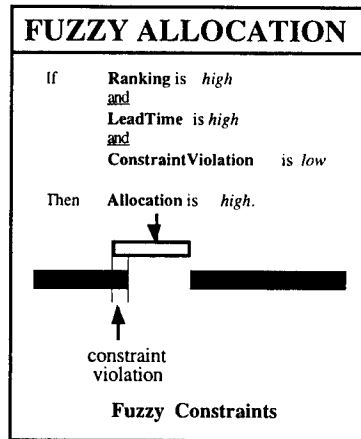 FUZZY ALLOCATION
If Ranking is high
and
LeadTime is high
and
ConstraintViolation is low
Then Allocation is high.
constraint
violation
Fuzzy Constraints